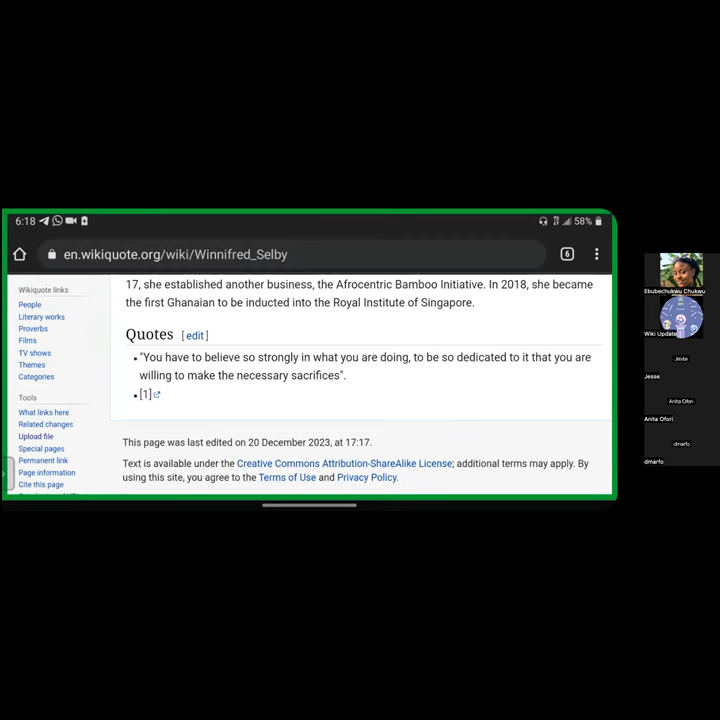 6:18
58%
en.wikiquote.org/wiki/Winnifred_Selby
6
Wikiquote links
People
Literary works
Proverbs
Films
TV shows
Themes
Categories
Tools
What links here
Related changes
Upload file
Special pages
Permanent link
Page information
Cite this page
17, she established another business, the Afrocentric Bamboo Initiative. In 2018, she became
the first Ghanaian to be inducted into the Royal Institute of Singapore.
Quotes [ edit ]
• "You have to believe so strongly in what you are doing, to be so dedicated to it that you are
willing to make the necessary sacrifices".
• [1]
This page was last edited on 20 December 2023, at 17:17.
Text is available under the Creative Commons Attribution-ShareAlike License; additional terms may apply. By
using this site, you agree to the Terms of Use and Privacy Policy.
Ebubechukwu Chukwu
Wiki Update
Jesse
Jesse
Anita Ofori
Anita Ofori
dmarfo
dmarfo